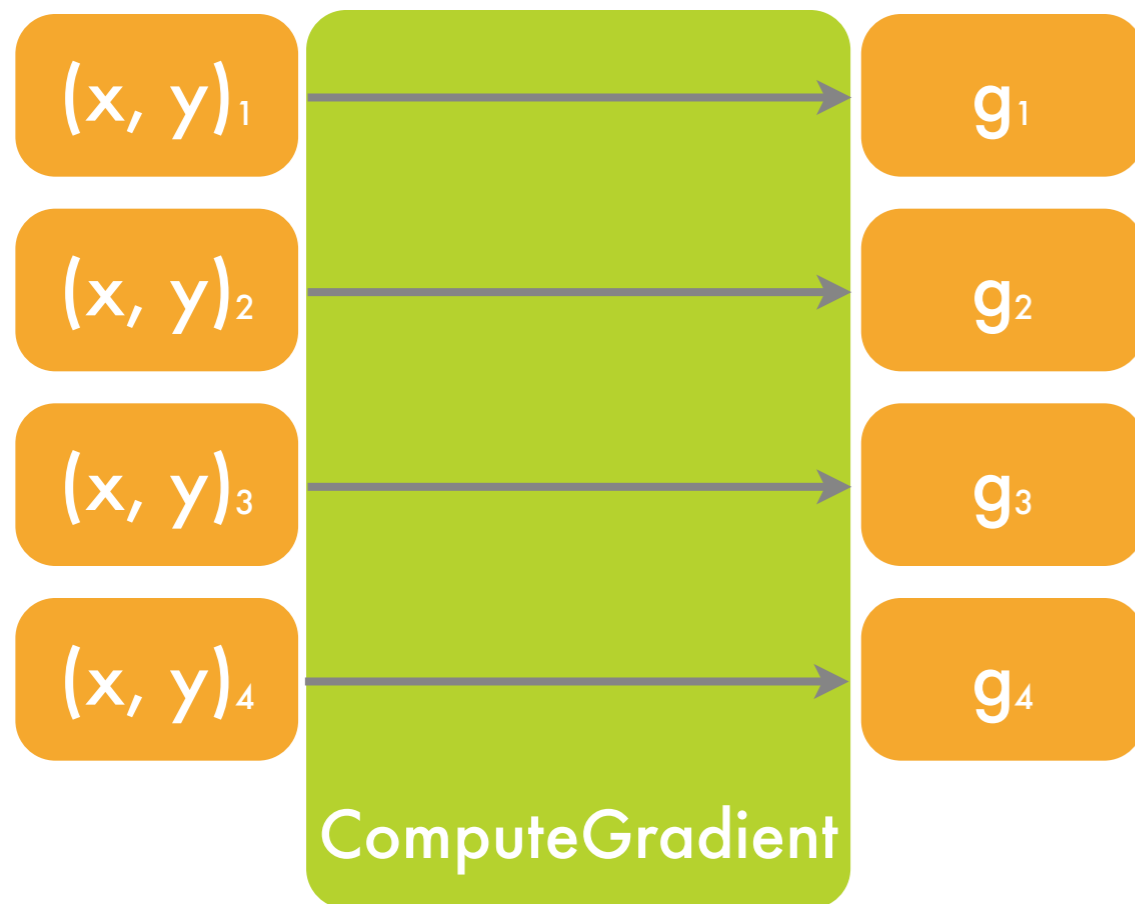 (x, y)₁ g₁
(x, y)₂ g₂
(x, y)₃ g₃
(x, y)₄ g₄
ComputeGradient